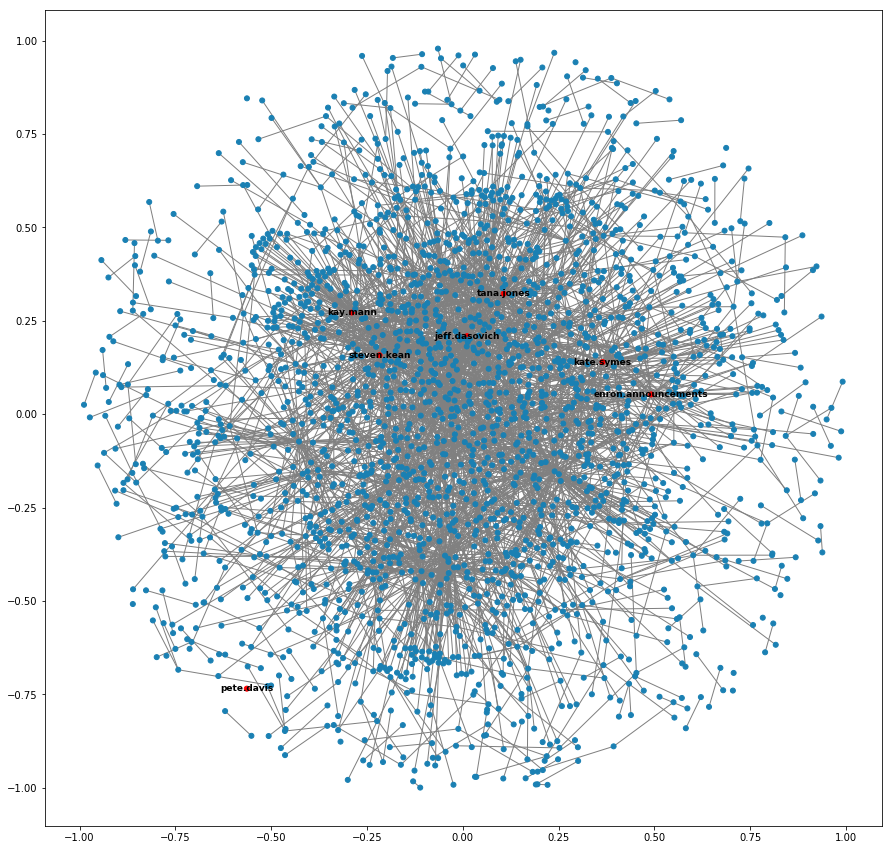 1.00
0.75
0.50
tana.jones
kay.mann
0.25
jeff.dasovich
steven.kean
kate.symes
enron.announcements
0.00
−0.25
−0.50
pete.davis
−0.75
−1.00
−1.00 −0.75 −0.50 −0.25 0.00 0.25 0.50 0.75 1.00